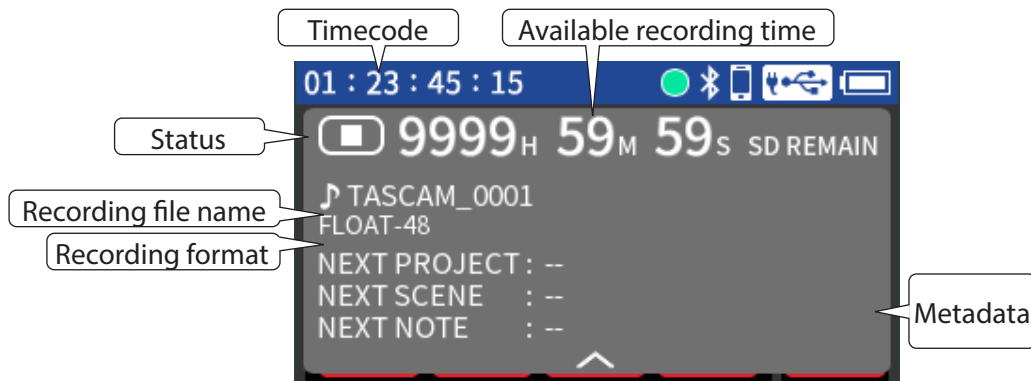 Timecode
Available recording time
01 : 23 : 45 : 15
Status
9999H 59M 59S SD REMAIN
TASCAM_0001
Recording file name
FLOAT-48
Recording format
NEXT PROJECT : --
NEXT SCENE : --
NEXT NOTE : --
Metadata